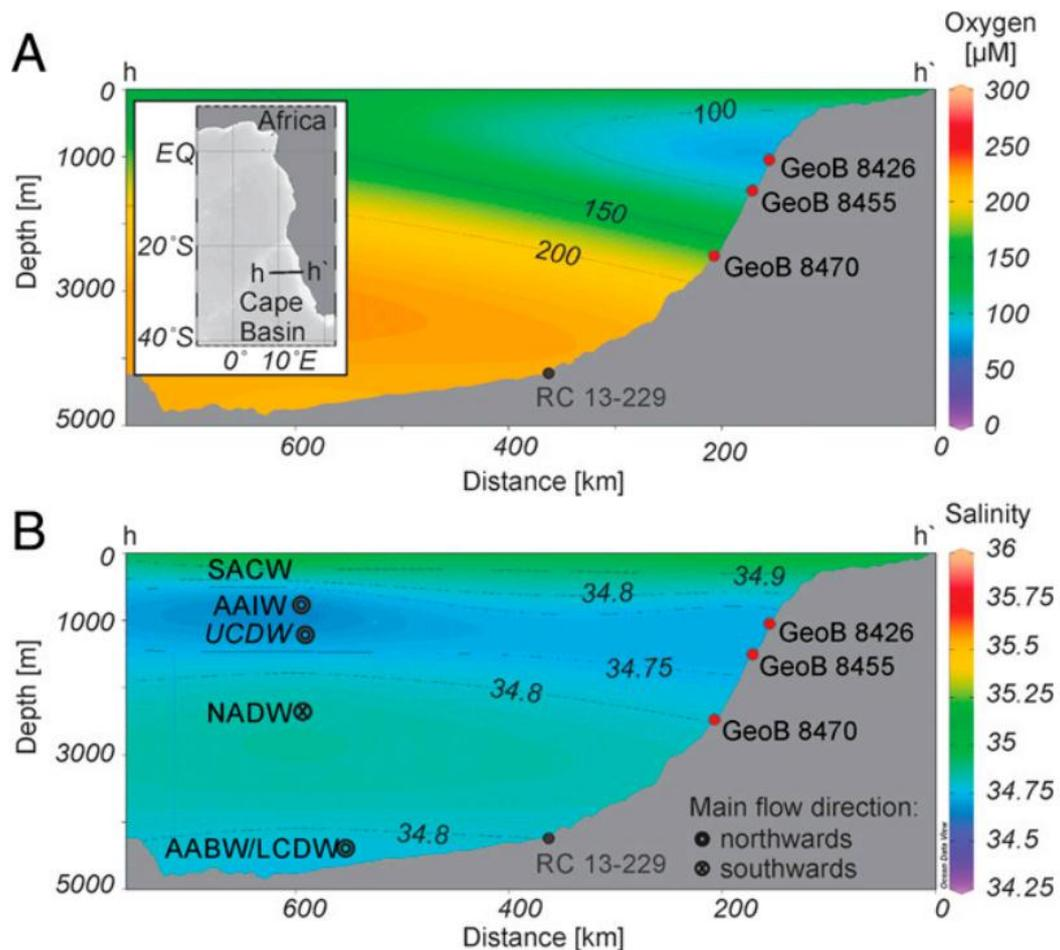 A
h
h`
Oxygen
[µM]
0
1000
3000
5000
Depth [m]
Africa
EQ
20°S
40°S
h
h`
Cape
Basin
0° 10°E
100
150
200
GeoB 8426
GeoB 8455
GeoB 8470
RC 13-229
600
400
200
0
Distance [km]
300
250
200
150
100
50
0
B
h
h`
Salinity
0
1000
3000
5000
Depth [m]
SACW
AAIW
UCDW
NADW
AABW/LCDW
34.8
34.9
34.75
34.8
34.8
GeoB 8426
GeoB 8455
GeoB 8470
RC 13-229
Main flow direction:
northwards
southwards
600
400
200
0
Distance [km]
36
35.75
35.5
35.25
35
34.75
34.5
34.25
Ocean Data View